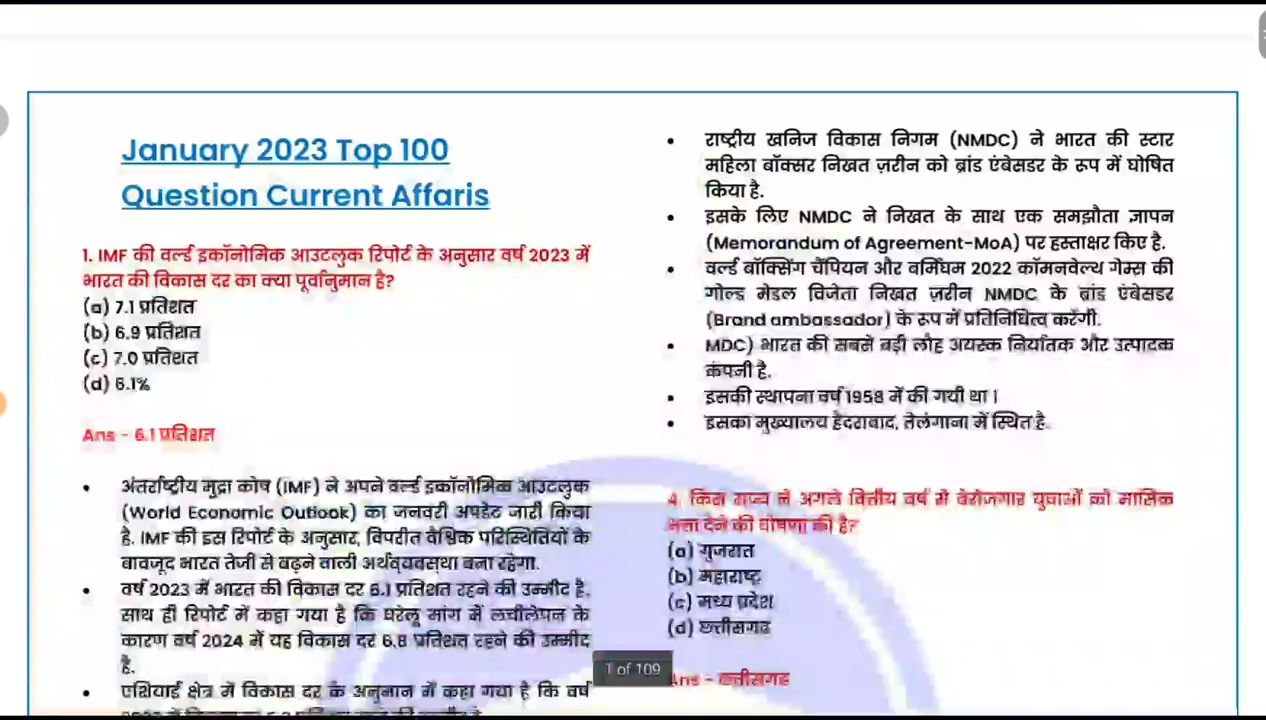 January 2023 Top 100
Question Current Affaris
1. IMF की वर्ल्ड इकॉनोमिक आउटलुक रिपोर्ट के अनुसार वर्ष 2023 में
भारत की विकास दर का क्या पूर्वानुमान है?
(a) 7.1 प्रतिशत
(b) 6.9 प्रतिशत
(c) 7.0 प्रतिशत
(d) 6.1%
Ans - 6.1 प्रतिशत
• अंतर्राष्ट्रीय मुद्रा कोष (IMF) ने अपने वर्ल्ड इकॉनोमिक आउटलुक
(World Economic Outlook) का जनवरी अपडेट जारी किया
है. IMF की इस रिपोर्ट के अनुसार, विपरीत वैश्विक परिस्थितियों के
बावजूद भारत तेजी से बढ़ने वाली अर्थव्यवस्था बना रहेगा.
• वर्ष 2023 में भारत की विकास दर 6.1 प्रतिशत रहने की उम्मीद है.
साथ ही रिपोर्ट में कहा गया है कि घरेलू मांग में लचीलेपन के
कारण वर्ष 2024 में यह विकास दर 6.8 प्रतिशत रहने की उम्मीद
है.
• एशियाई क्षेत्र में विकास दर के अनुमान में कहा गया है कि वर्ष
• राष्ट्रीय खनिज विकास निगम (NMDC) ने भारत की स्टार
महिला बॉक्सर निखत ज़रीन को ब्रांड एंबेसडर के रूप में घोषित
किया है.
• इसके लिए NMDC ने निखत के साथ एक समझौता ज्ञापन
(Memorandum of Agreement-MoA) पर हस्ताक्षर किए है.
• वर्ल्ड बॉक्सिंग चैंपियन और बर्मिंघम 2022 कॉमनवेल्थ गेम्स की
गोल्ड मेडल विजेता निखत ज़रीन NMDC के ब्रांड एंबेसडर
(Brand ambassador) के रूप में प्रतिनिधित्व करेंगी.
• MDC) भारत की सबसे बड़ी लौह अयस्क निर्यातक और उत्पादक
कंपनी है.
• इसकी स्थापना वर्ष 1958 में की गयी था ।
• इसका मुख्यालय हैदराबाद, तेलंगाना में स्थित है.
4. किस राज्य ने अगले वित्तीय वर्ष से बेरोजगार युवाओं को मासिक
भत्ता देने की घोषणा की है?
(a) गुजरात
(b) महाराष्ट्र
(c) मध्य प्रदेश
(d) छत्तीसगढ
Ans - छत्तीसगढ
1 of 109